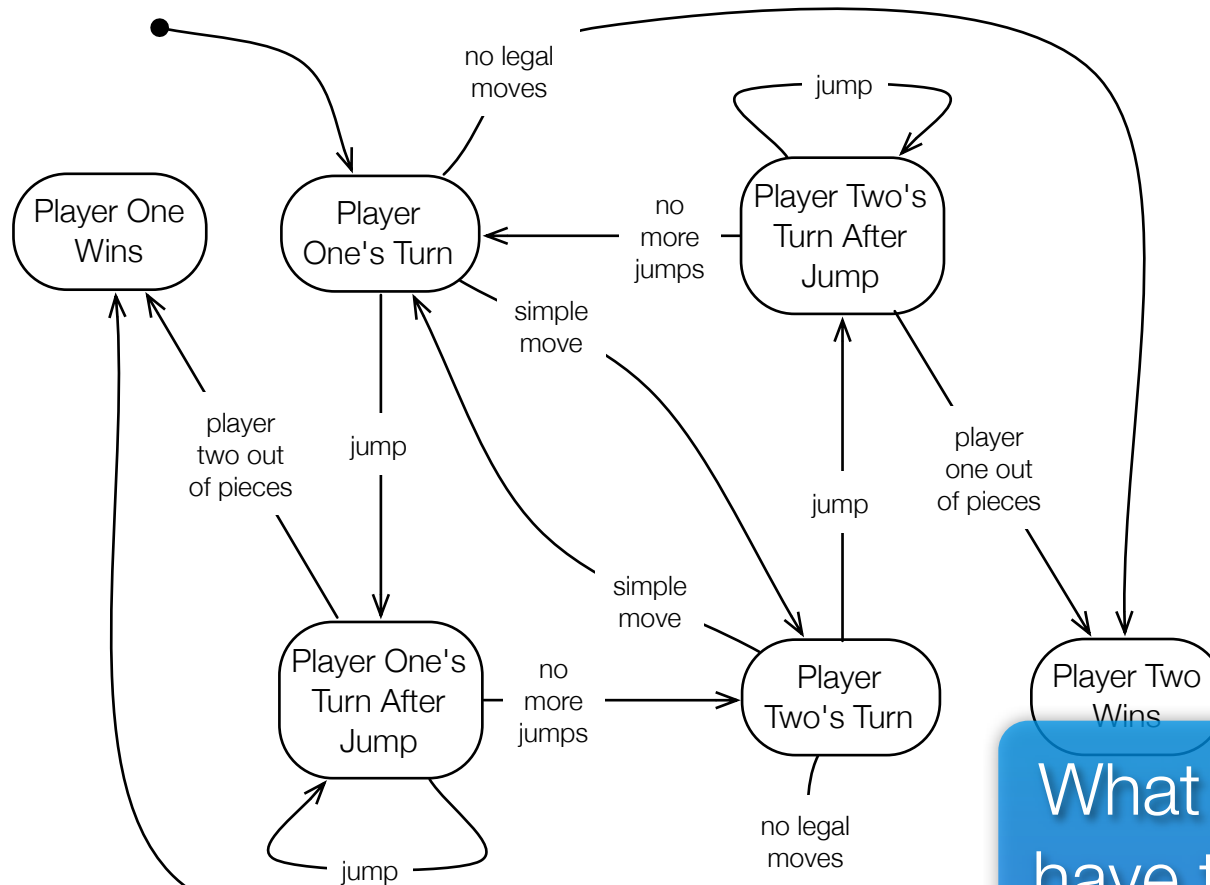 no legal
moves
jump
Player One
Wins
Player
One's Turn
no
more
jumps
Player Two's
Turn After
Jump
simple
move
player
two out
of pieces
jump
player
one out
of pieces
jump
simple
move
Player One's
Turn After
Jump
no
more
jumps
Player
Two's Turn
Player Two
Wins
no legal
moves
jump
What
have